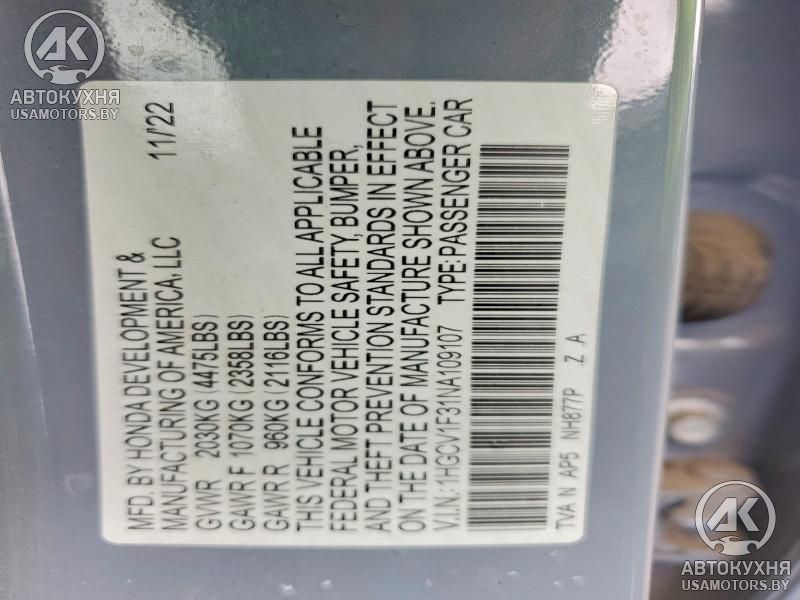 AK
АВТОКУХНЯ
USAMOTORS.BY
MFD. BY HONDA DEVELOPMENT & 11/22
MANUFACTURING OF AMERICA, LLC
GVWR 2030KG (4475LBS)
GAWR F 1070KG (2358LBS)
GAWR R 960KG (2116LBS)
THIS VEHICLE CONFORMS TO ALL APPLICABLE
FEDERAL MOTOR VEHICLE SAFETY, BUMPER,
AND THEFT PREVENTION STANDARDS IN EFFECT
ON THE DATE OF MANUFACTURE SHOWN ABOVE.
V.I.N.: 1HGCV1F31NA109107 TYPE: PASSENGER CAR
TVA N AP5 NH877P Z A
AK
АВТОКУХНЯ
USAMOTORS.BY